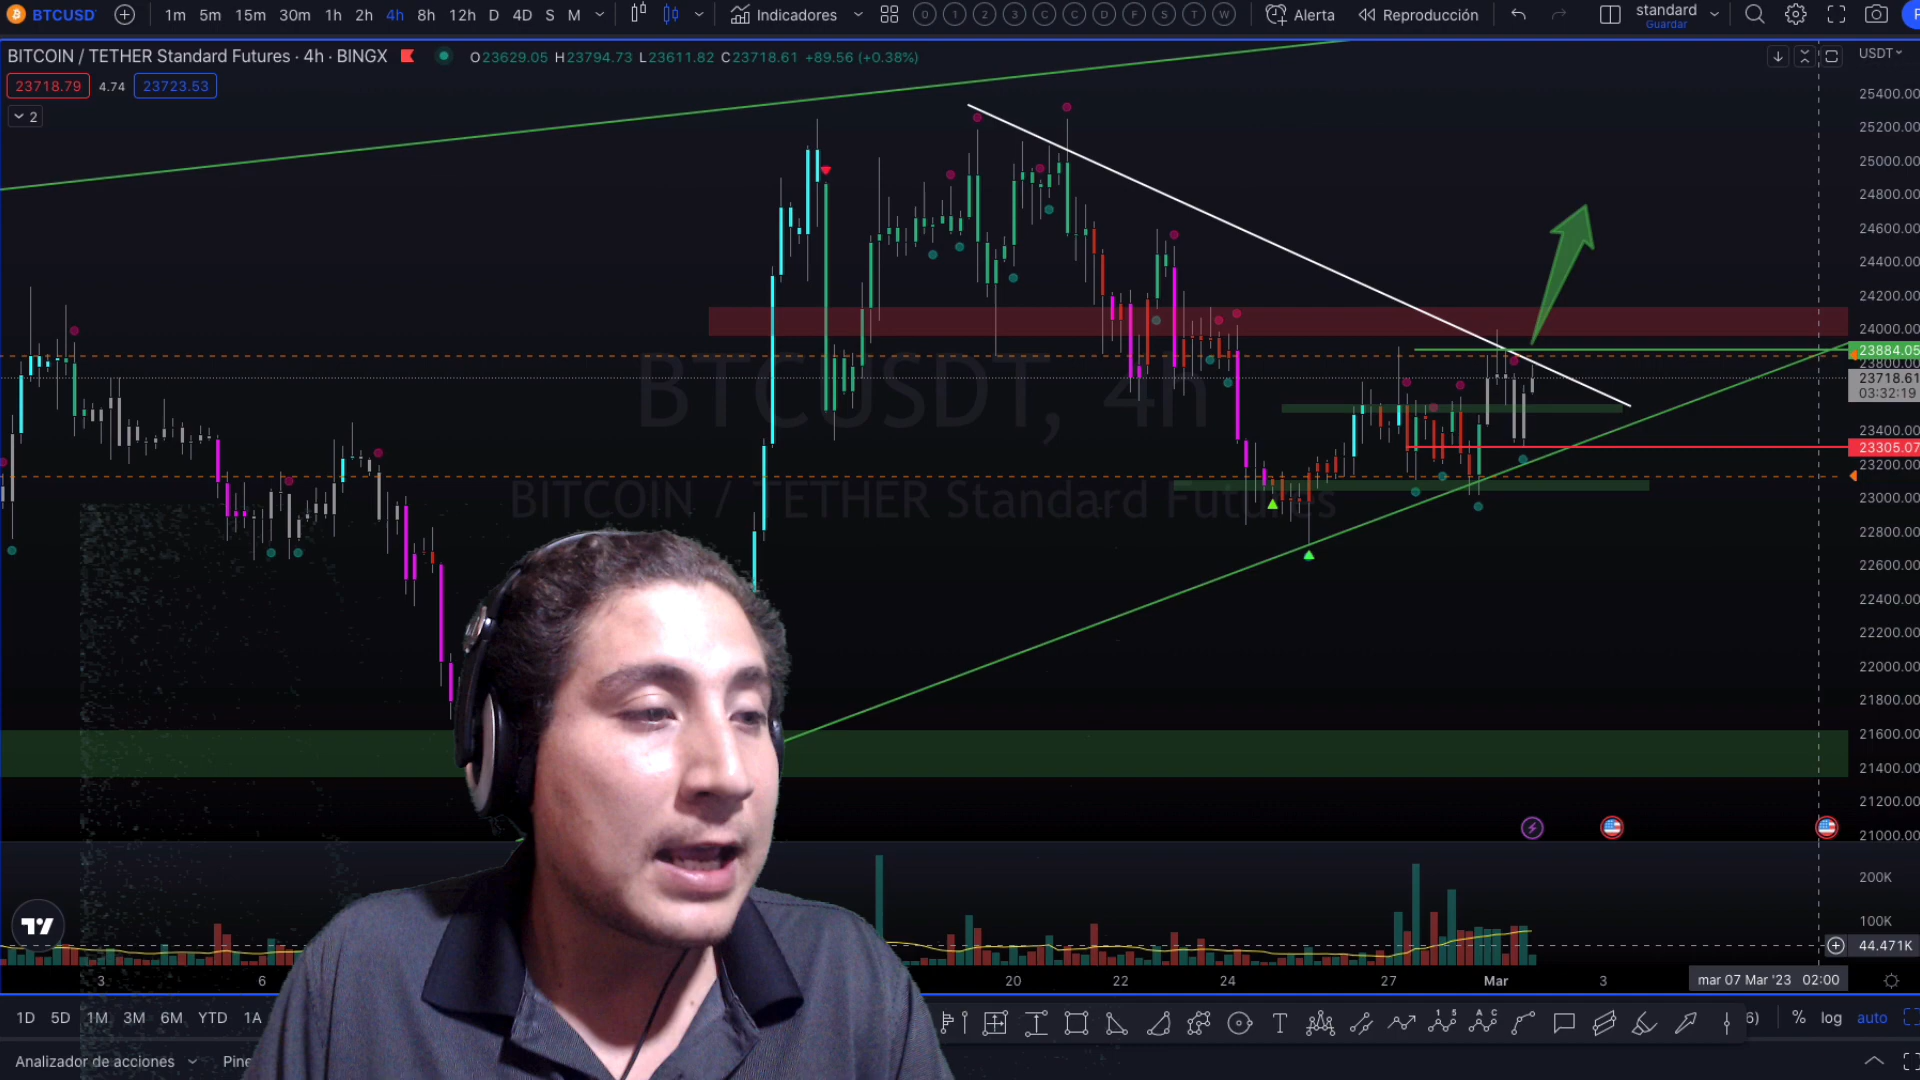 BTCUSD 1m 5m 15m 30m 1h 2h 4h 8h 12h D 4D S M Indicadores Alerta Reproducción standard
Guardar
BITCOIN / TETHER Standard Futures · 4h · BINGX O23629.05 H23794.73 L23611.82 C23718.61 +89.56 (+0.38%) USDT
23718.79 4.74 23723.53
2
25400.00
25200.00
25000.00
24800.00
24600.00
24400.00
24200.00
24000.00
23884.05
23800.00
23718.61
03:32:19
BTCUSDT, 4h
23400.00
23305.07
23200.00
BITCOIN / TETHER Standard Futures
23000.00
22800.00
22600.00
22400.00
22200.00
22000.00
21800.00
21600.00
21400.00
21200.00
21000.00
200K
100K
44.471K
3 6 20 22 24 27 Mar 3 mar 07 Mar '23 02:00
1D 5D 1M 3M 6M YTD 1A % log auto
Analizador de acciones Pine